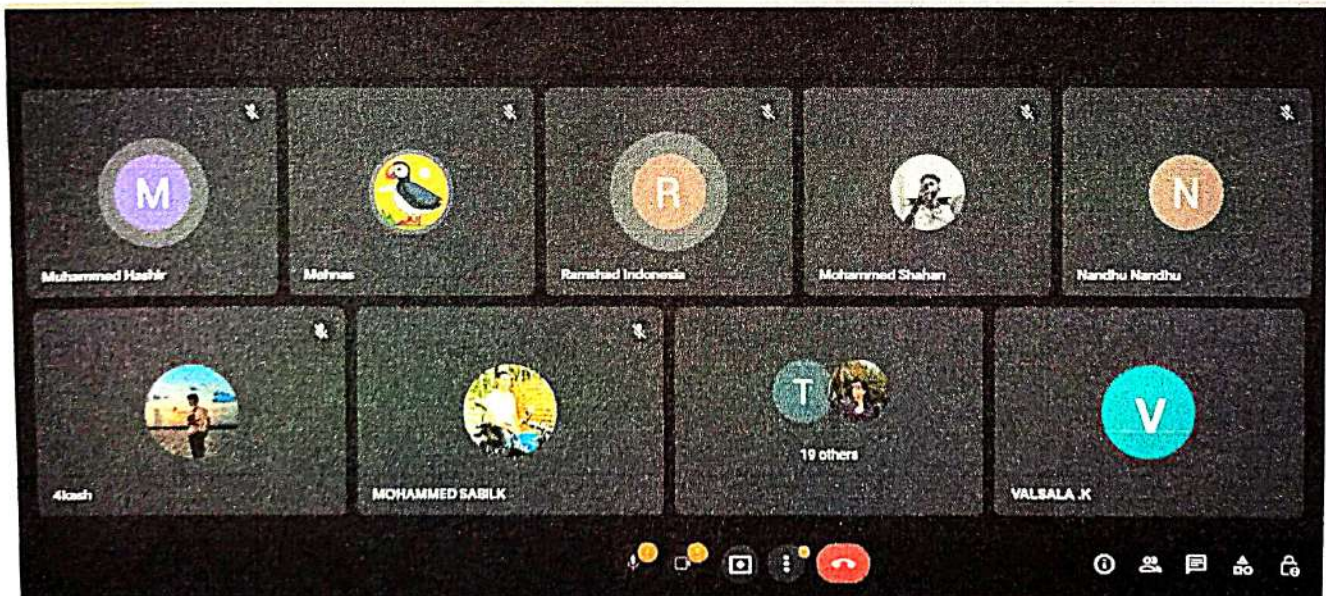 M
R
N
Muhammed Hashir
Mehnas
Ramshad Indonesia
Mohammed Shahan
Nandhu Nandhu
T
19 others
V
4kash
MOHAMMED SABILK
VALSALA .K